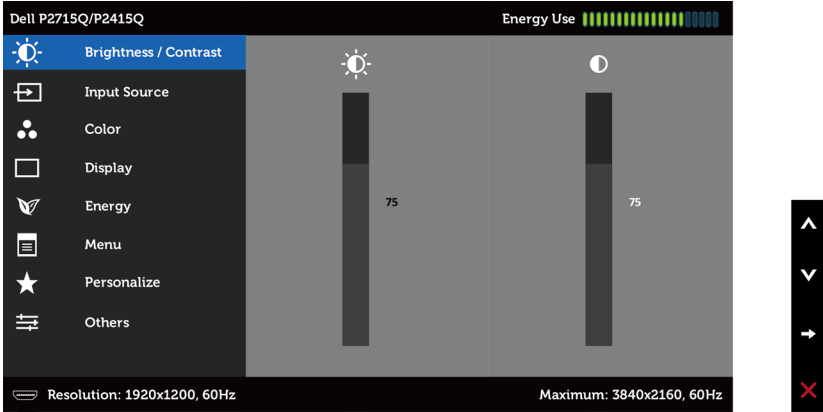 Dell P2715Q/P2415Q
Energy Use
Brightness / Contrast
Input Source
Color
Display
Energy
Menu
Personalize
Others
75
75
Resolution: 1920x1200, 60Hz
Maximum: 3840x2160, 60Hz